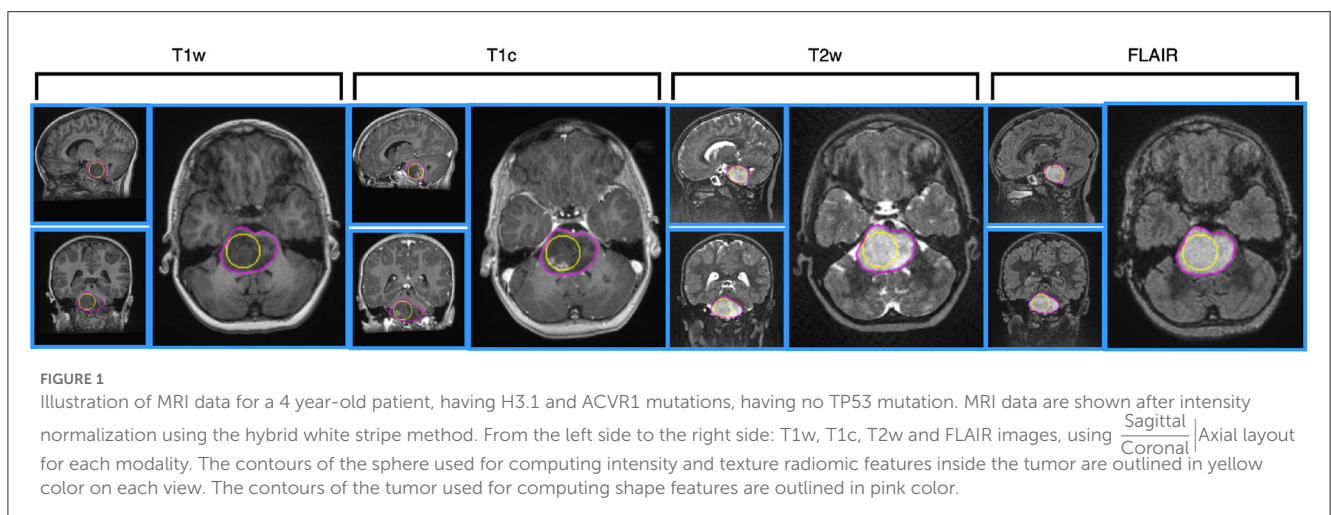 T1w T1c T2w FLAIR
FIGURE 1
Illustration of MRI data for a 4 year-old patient, having H3.1 and ACVR1 mutations, having no TP53 mutation. MRI data are shown after intensity
normalization using the hybrid white stripe method. From the left side to the right side: T1w, T1c, T2w and FLAIR images, using Sagittal/Coronal|Axial layout
for each modality. The contours of the sphere used for computing intensity and texture radiomic features inside the tumor are outlined in yellow
color on each view. The contours of the tumor used for computing shape features are outlined in pink color.